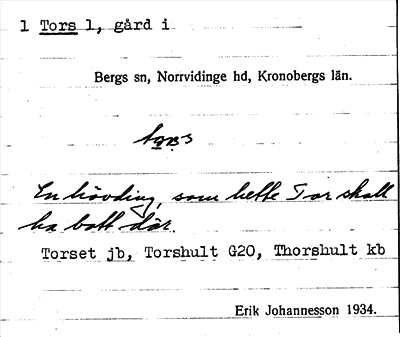 1 Tors 1, gård i
Bergs sn, Norrvidinge hd, Kronobergs län.
En hövding, som hette Tor skall
ha bott där.
Torset jb, Torshult G20, Thorshult kb
Erik Johannesson 1934.